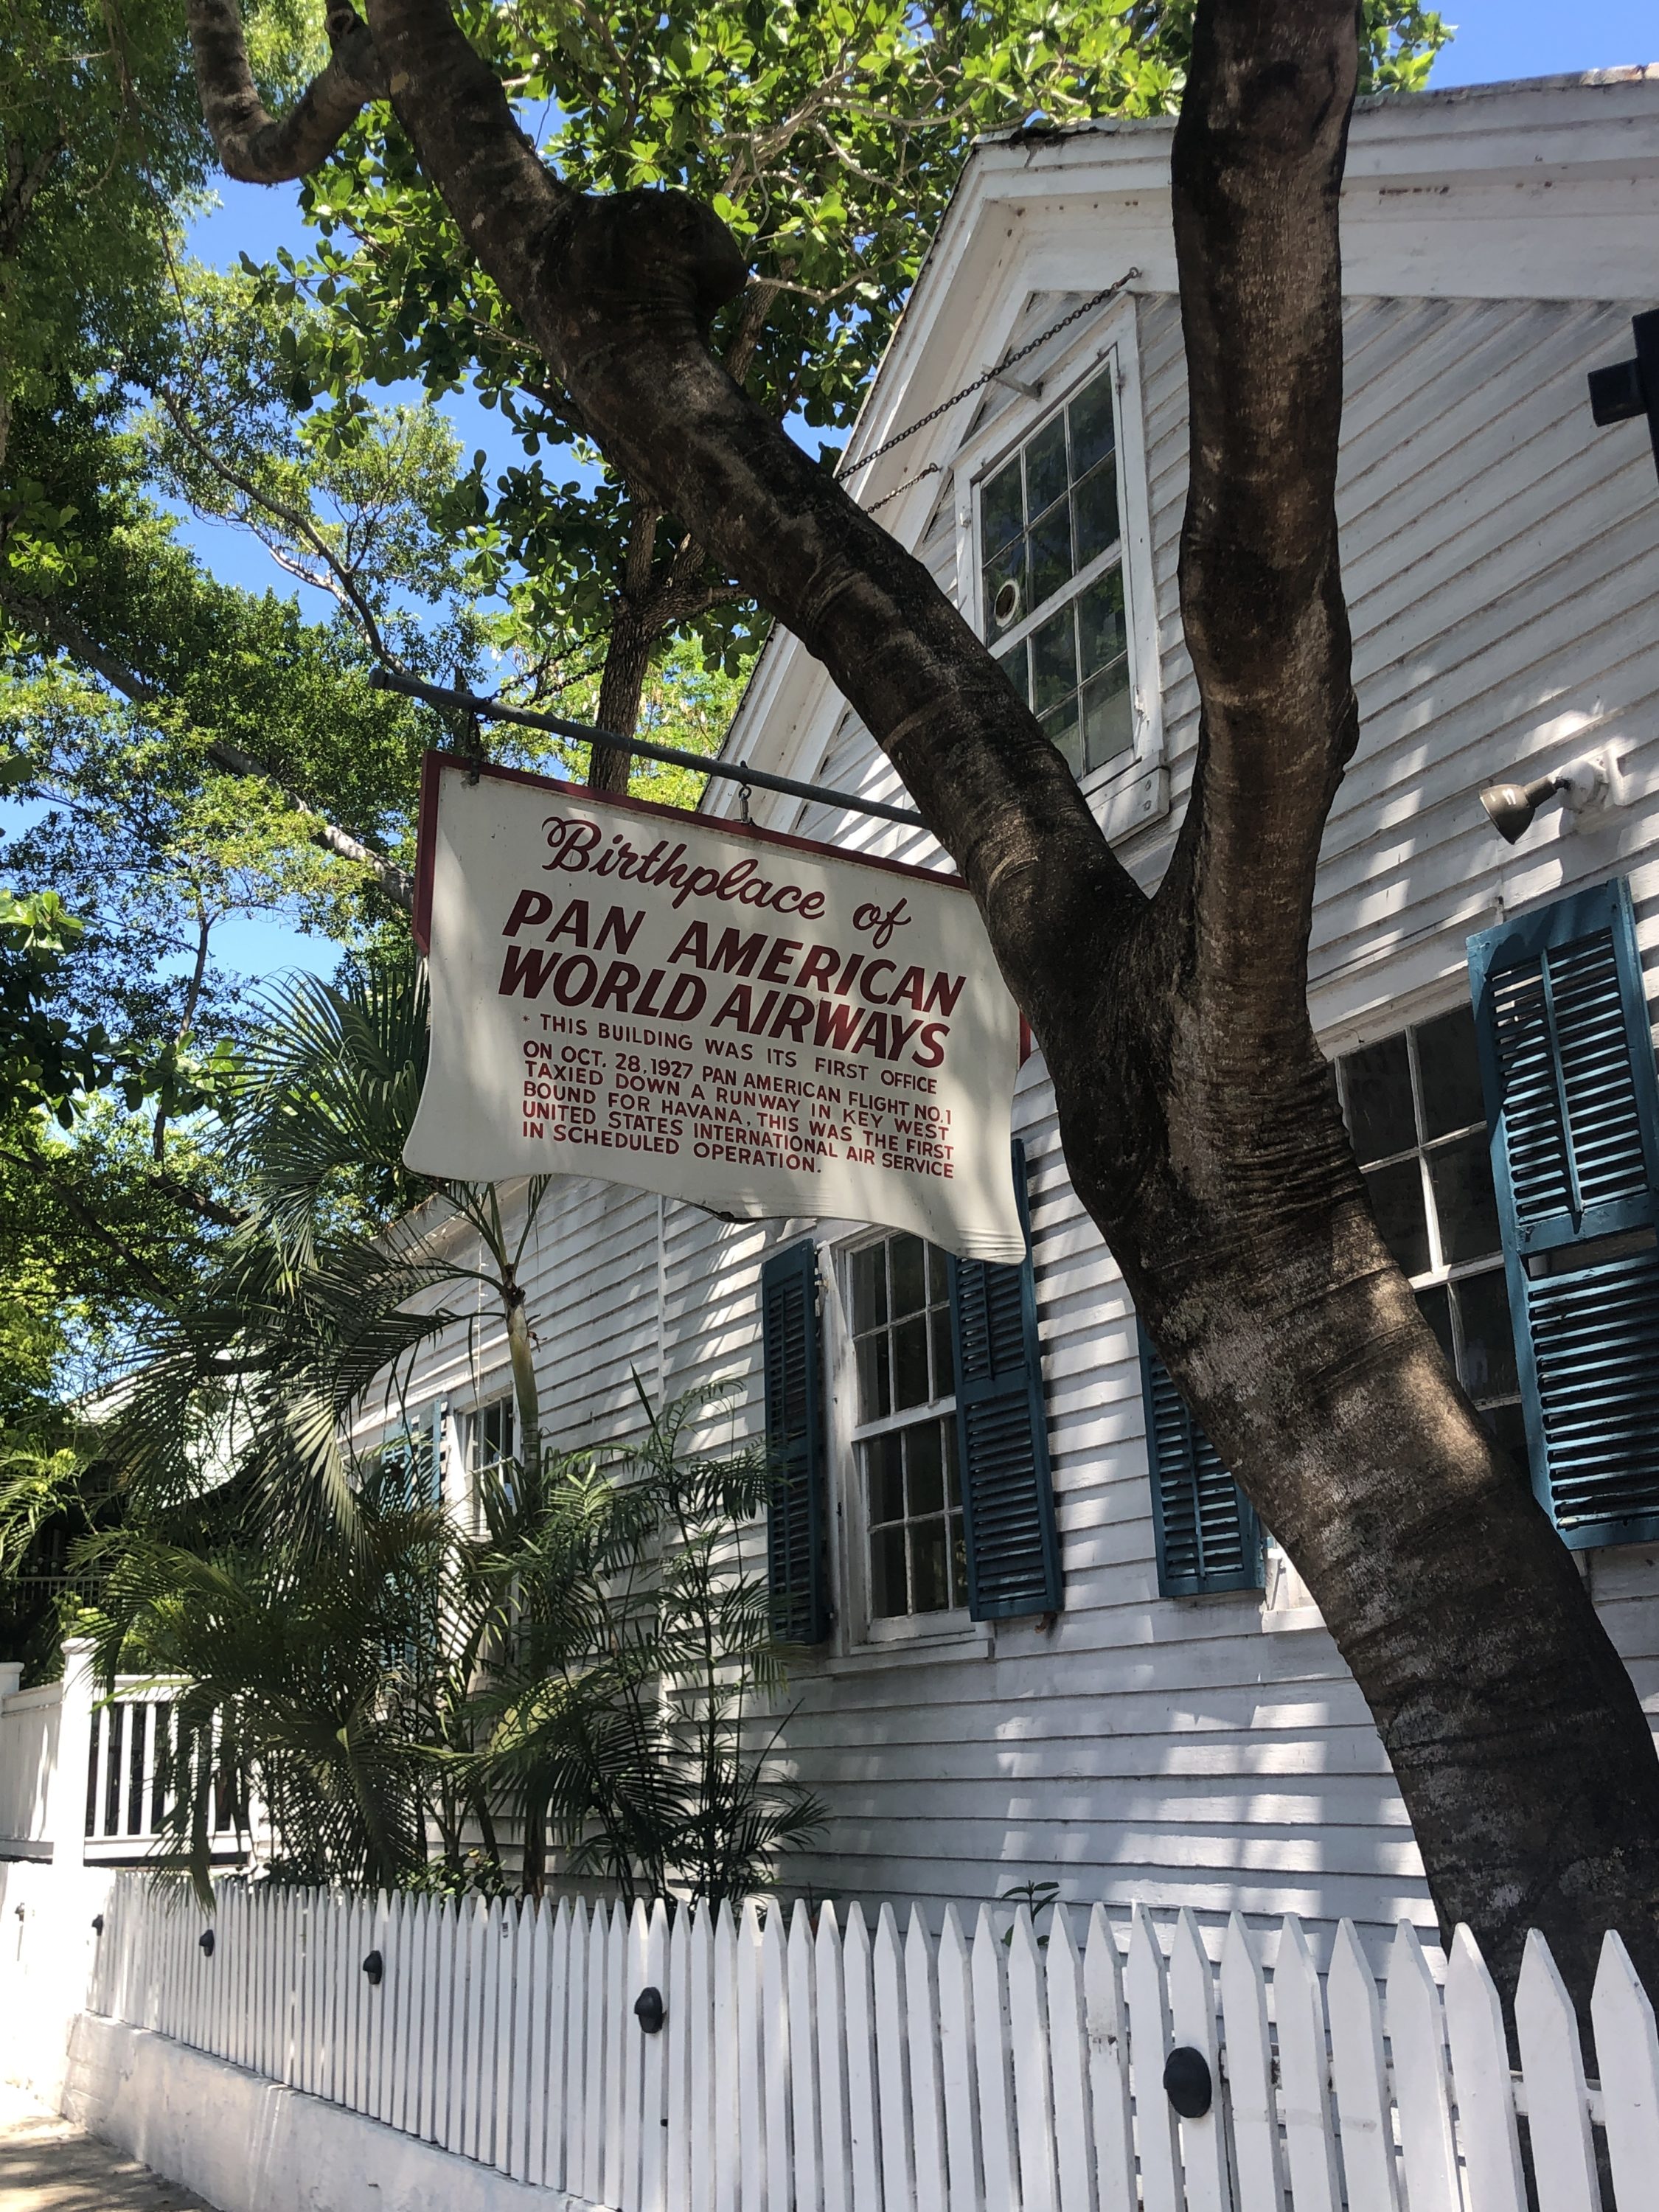 Birthplace of
PAN AMERICAN
WORLD AIRWAYS
* THIS BUILDING WAS ITS FIRST OFFICE
ON OCT. 28, 1927 PAN AMERICAN FLIGHT NO.1
TAXIED DOWN A RUNWAY IN KEY WEST
BOUND FOR HAVANA, THIS WAS THE FIRST
UNITED STATES INTERNATIONAL AIR SERVICE
IN SCHEDULED OPERATION.